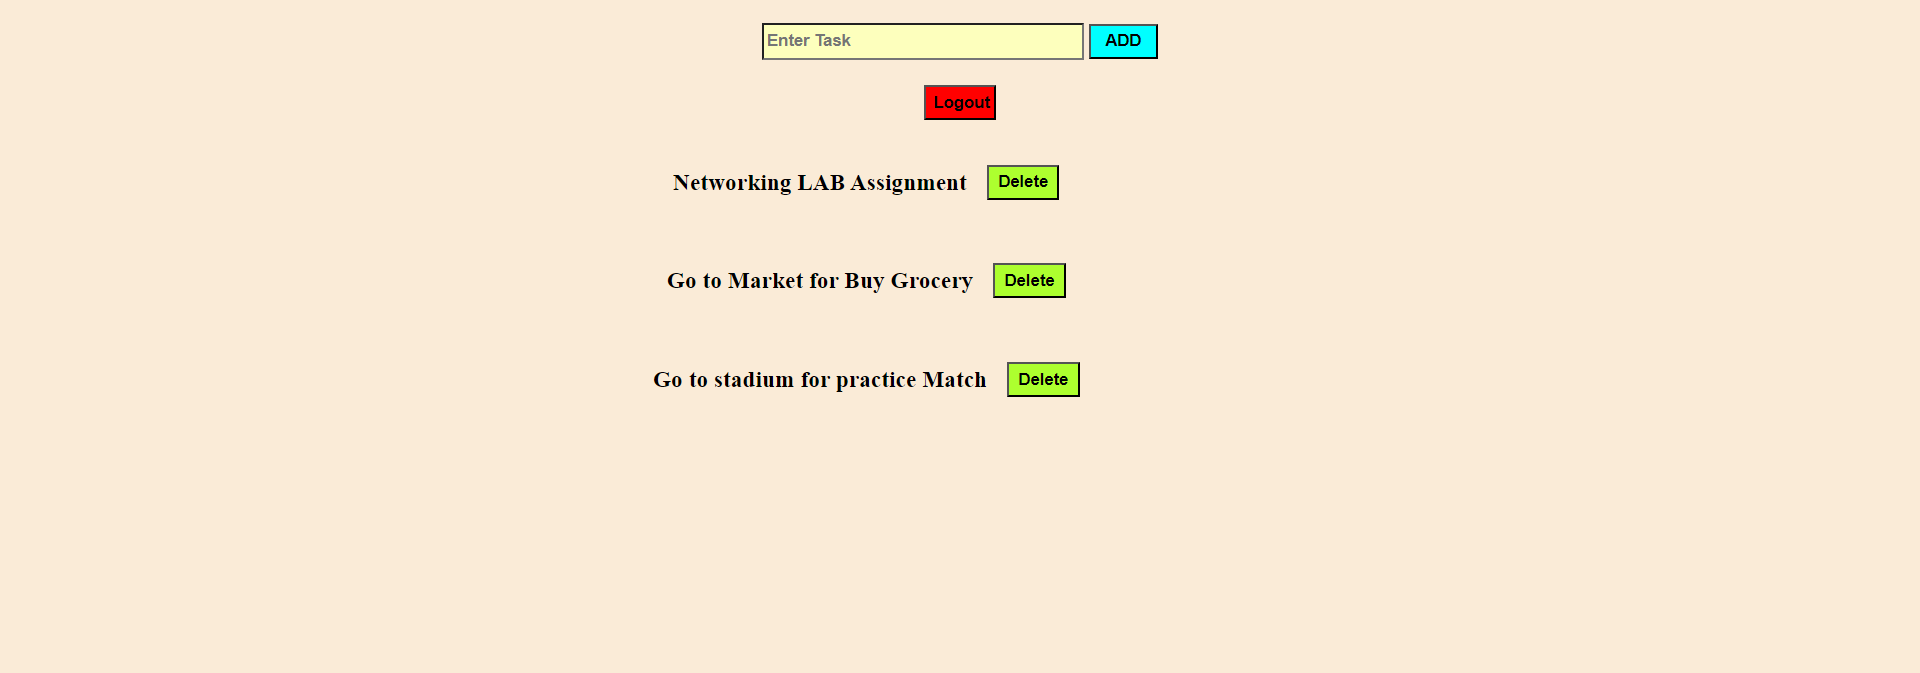 Enter Task ADD
Logout
Networking LAB Assignment Delete
Go to Market for Buy Grocery Delete
Go to stadium for practice Match Delete